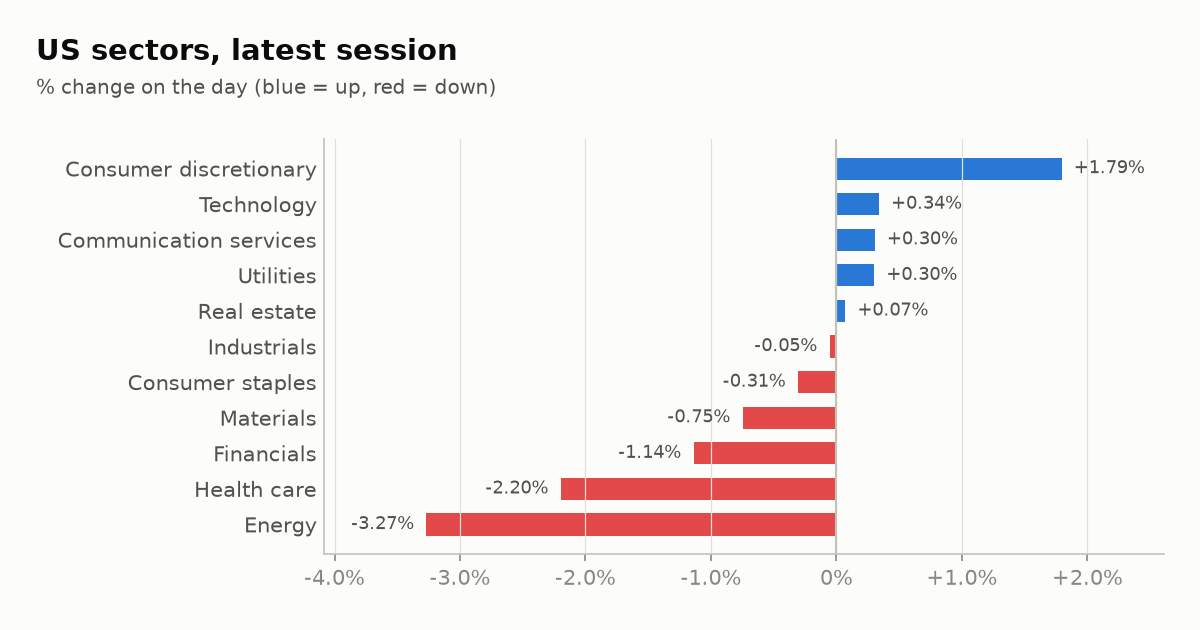 US sectors, latest session
% change on the day (blue = up, red = down)
Consumer discretionary +1.79%
Technology +0.34%
Communication services +0.30%
Utilities +0.30%
Real estate +0.07%
Industrials -0.05%
Consumer staples -0.31%
Materials -0.75%
Financials -1.14%
Health care -2.20%
Energy -3.27%
-4.0% -3.0% -2.0% -1.0% 0% +1.0% +2.0%